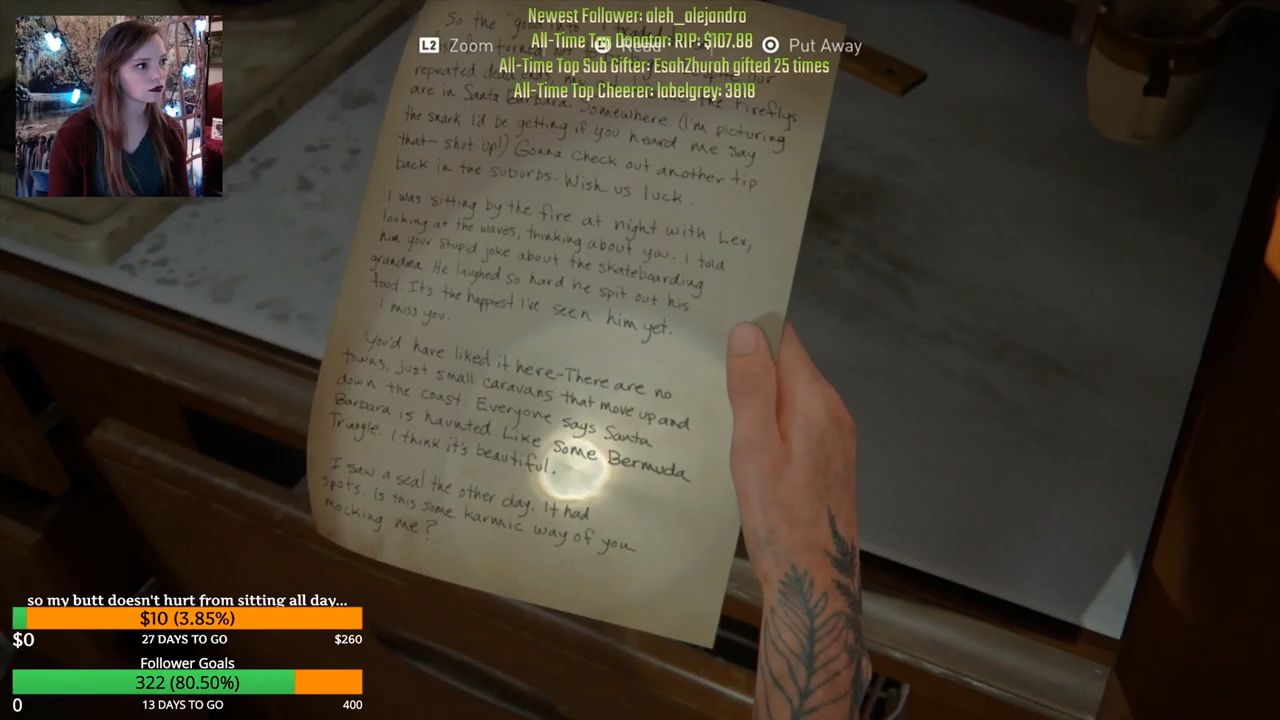 Newest Follower: aleh_alejandro
All-Time Top Donator: RIP: $107.88
All-Time Top Sub Gifter: EsahZhurah gifted 25 times
All-Time Top Cheerer: labelgrey: 3818
L2 Zoom
Put Away
So the "good
turned out
repeated dead
the Fireflys
are in Santa Barbara. Somewhere (I'm picturing
the snark I'd be getting if you heard me say
that- shut up!) Gonna check out another tip
back in the suburbs. Wish us luck.
I was sitting by the fire at night with Lev,
looking at the waves, thinking about you. I told
him your stupid joke about the skateboarding
grandma. He laughed so hard he spit out his
food. It's the happiest I've seen him yet.
I miss you.
You'd have liked it here-There are no
towns, just small caravans that move up and
down the coast. Everyone says Santa
Barbara is haunted Like some Bermuda
Triangle. I think it's beautiful.
I saw a seal the other day. It had
spots. Is this some karmic way of you
mocking me?
so my butt doesn't hurt from sitting all day...
$10 (3.85%)
$0 27 DAYS TO GO $260
Follower Goals
322 (80.50%)
0 13 DAYS TO GO 400